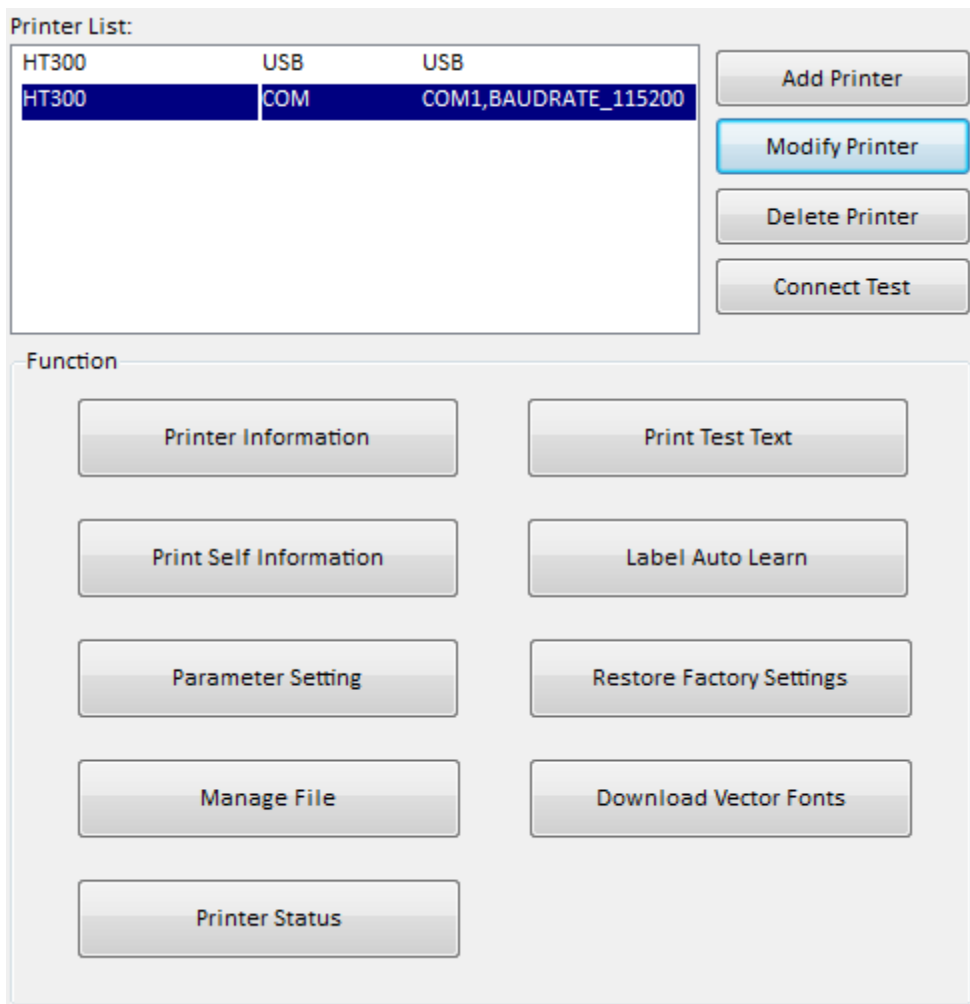 Printer List:
HT300 USB USB
HT300 COM COM1,BAUDRATE_115200
Add Printer
Modify Printer
Delete Printer
Connect Test
Function
Printer Information
Print Test Text
Print Self Information
Label Auto Learn
Parameter Setting
Restore Factory Settings
Manage File
Download Vector Fonts
Printer Status